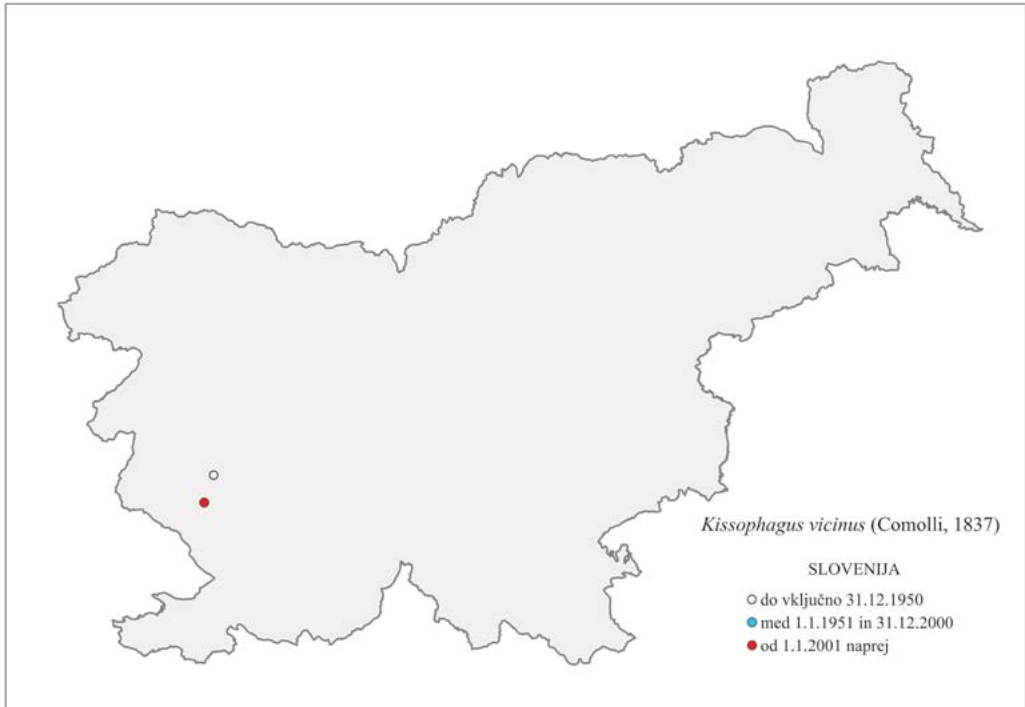 Kissophagus vicinus (Comolli, 1837)
SLOVENIJA
do vključno 31.12.1950
med 1.1.1951 in 31.12.2000
od 1.1.2001 naprej